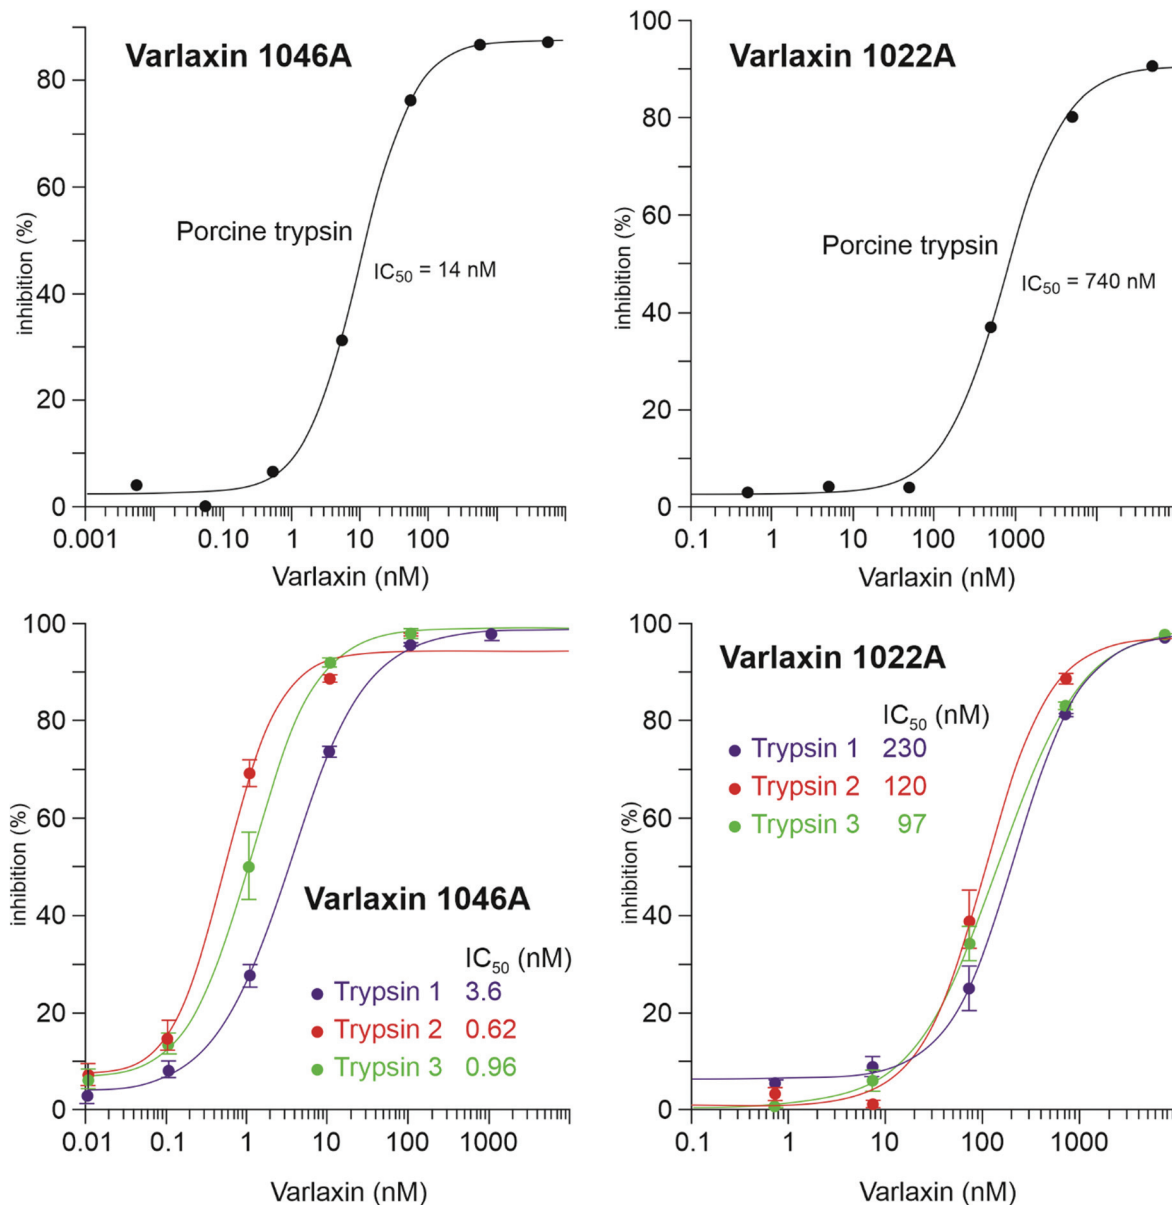 Varlaxin 1046A
80
60
40
20
0
inhibition (%)
Porcine trypsin
IC50 = 14 nM
0.001
0.10
1
10
100
Varlaxin (nM)
Varlaxin 1022A
100
80
60
40
20
0
inhibition (%)
Porcine trypsin
IC50 = 740 nM
0.1
1
10
100
1000
Varlaxin (nM)
100
80
60
40
20
0
inhibition (%)
Varlaxin 1046A
IC50 (nM)
Trypsin 1 3.6
Trypsin 2 0.62
Trypsin 3 0.96
0.01
0.1
1
10
100
1000
Varlaxin (nM)
100
80
60
40
20
0
inhibition (%)
Varlaxin 1022A
IC50 (nM)
Trypsin 1 230
Trypsin 2 120
Trypsin 3 97
0.1
1
10
100
1000
Varlaxin (nM)